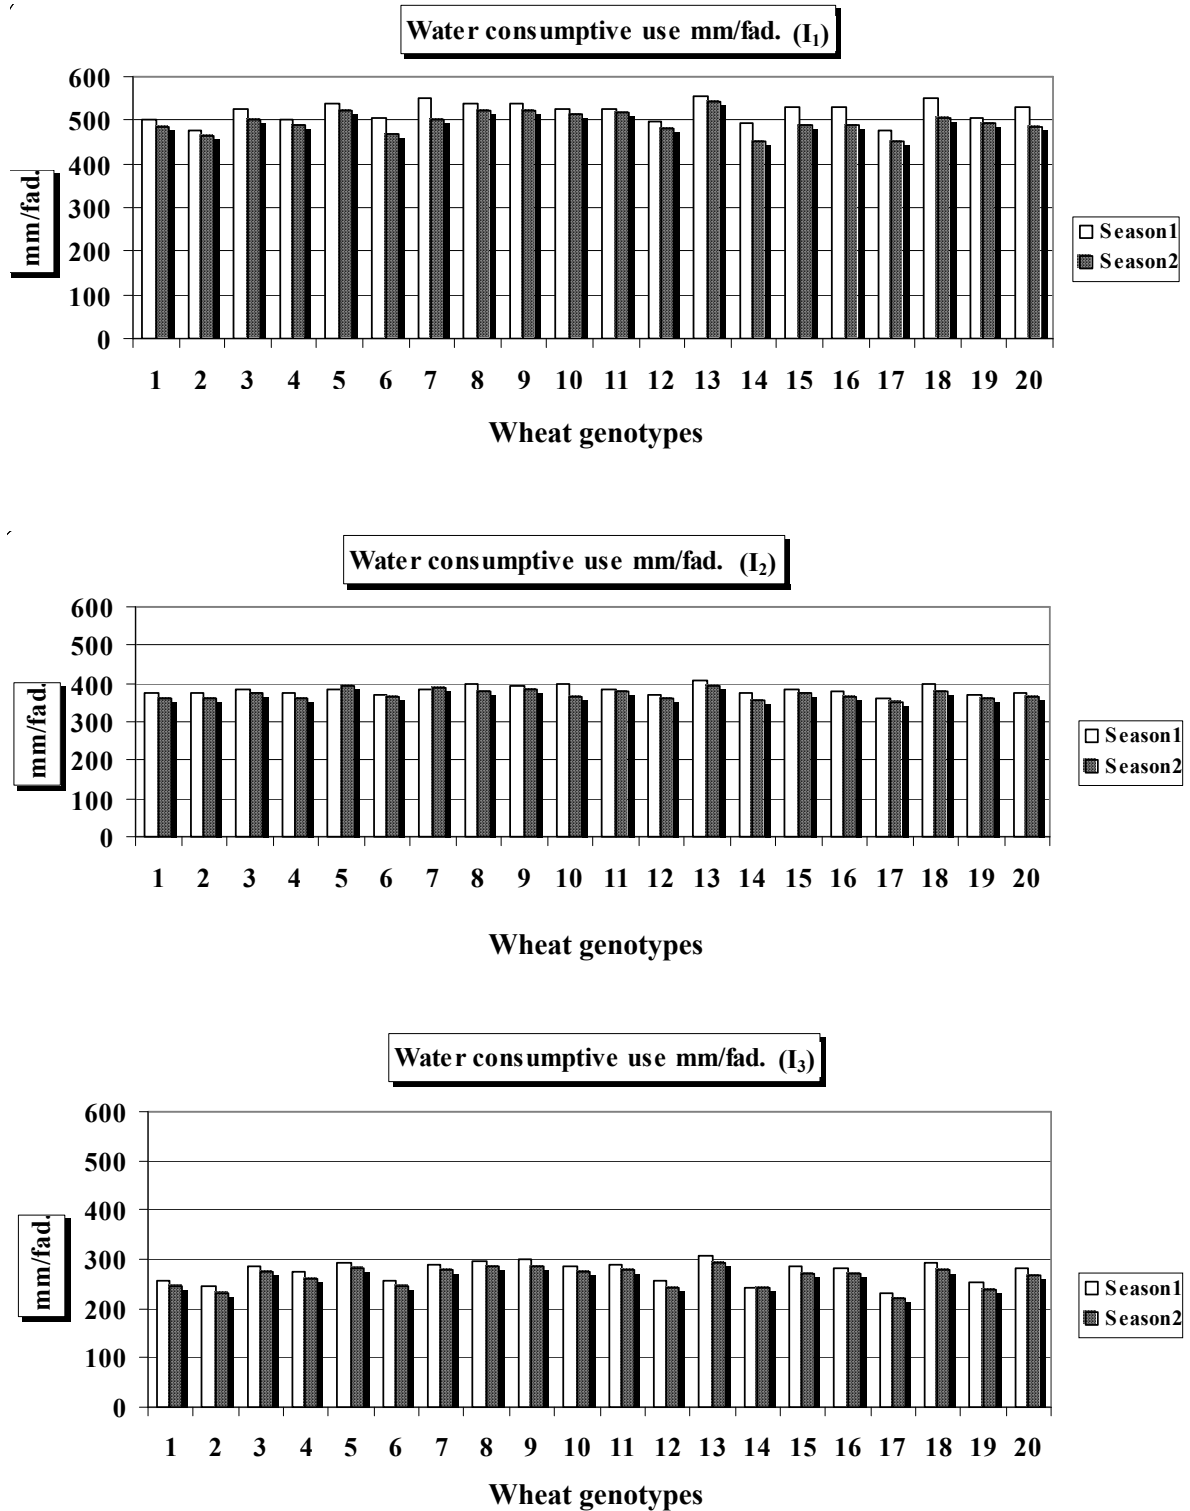 Water consumptive use mm/fad. (I₁)
600
500
400
300
200
100
0
mm/fad.
1 2 3 4 5 6 7 8 9 10 11 12 13 14 15 16 17 18 19 20
Wheat genotypes
Season1
Season2
Water consumptive use mm/fad. (I₂)
600
500
400
300
200
100
0
mm/fad.
1 2 3 4 5 6 7 8 9 10 11 12 13 14 15 16 17 18 19 20
Wheat genotypes
Season1
Season2
Water consumptive use mm/fad. (I₃)
600
500
400
300
200
100
0
mm/fad.
1 2 3 4 5 6 7 8 9 10 11 12 13 14 15 16 17 18 19 20
Wheat genotypes
Season1
Season2